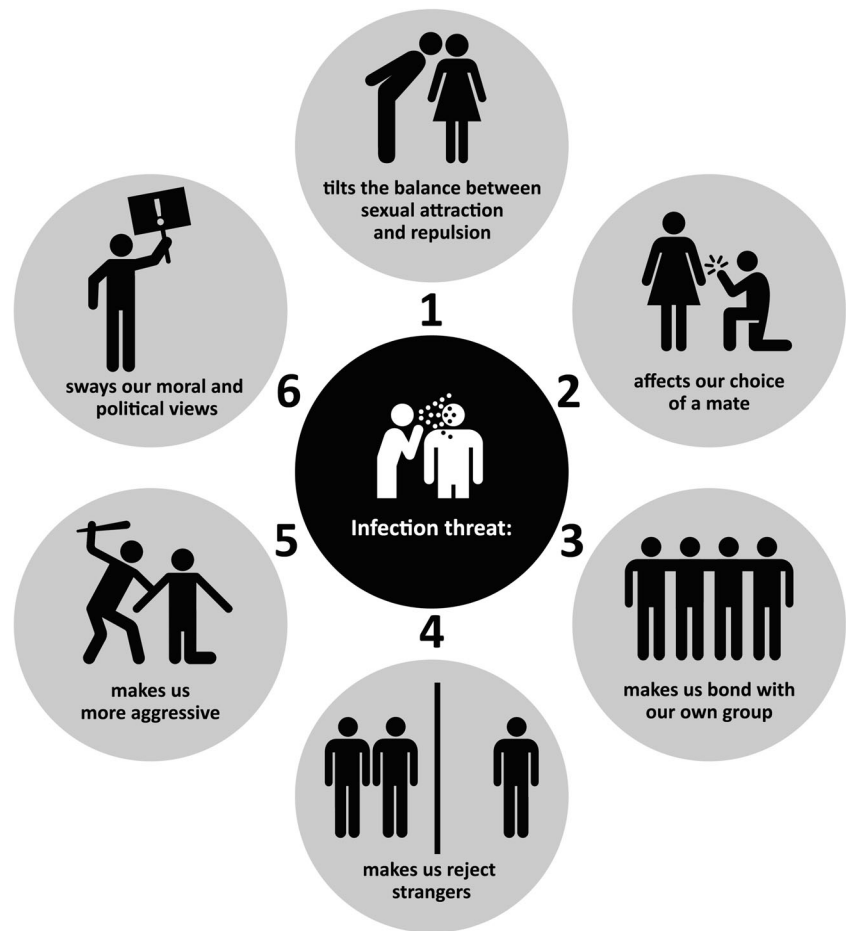 Infection threat:
1
tilts the balance between
sexual attraction
and repulsion
2
affects our choice
of a mate
3
makes us bond with
our own group
4
makes us reject
strangers
5
makes us
more aggressive
6
sways our moral and
political views
!